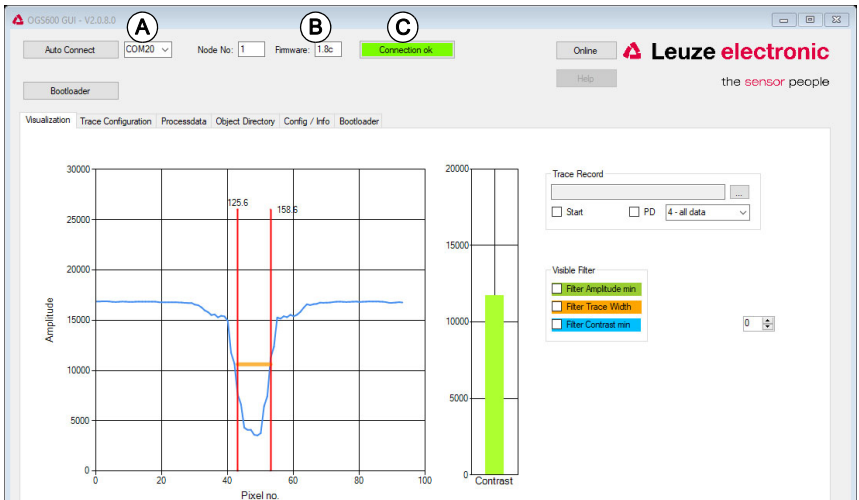 OGS600 GUI - V2.0.8.0
A
B
C
Auto Connect
COM20
Node No: 1
Firmware: 1.8c
Connection ok
Online
Leuze electronic
Help
the sensor people
Bootloader
Visualization Trace Configuration Processdata Object Directory Config / Info Bootloader
30000
25000
20000
15000
10000
5000
0
Amplitude
125.6
158.6
0 20 40 60 80 100
Pixel no.
20000
15000
10000
5000
0
Contrast
Trace Record
...
Start PD 4 - all data
Visible Filter
Filter Amplitude min
Filter Trace Width
Filter Contrast min
0